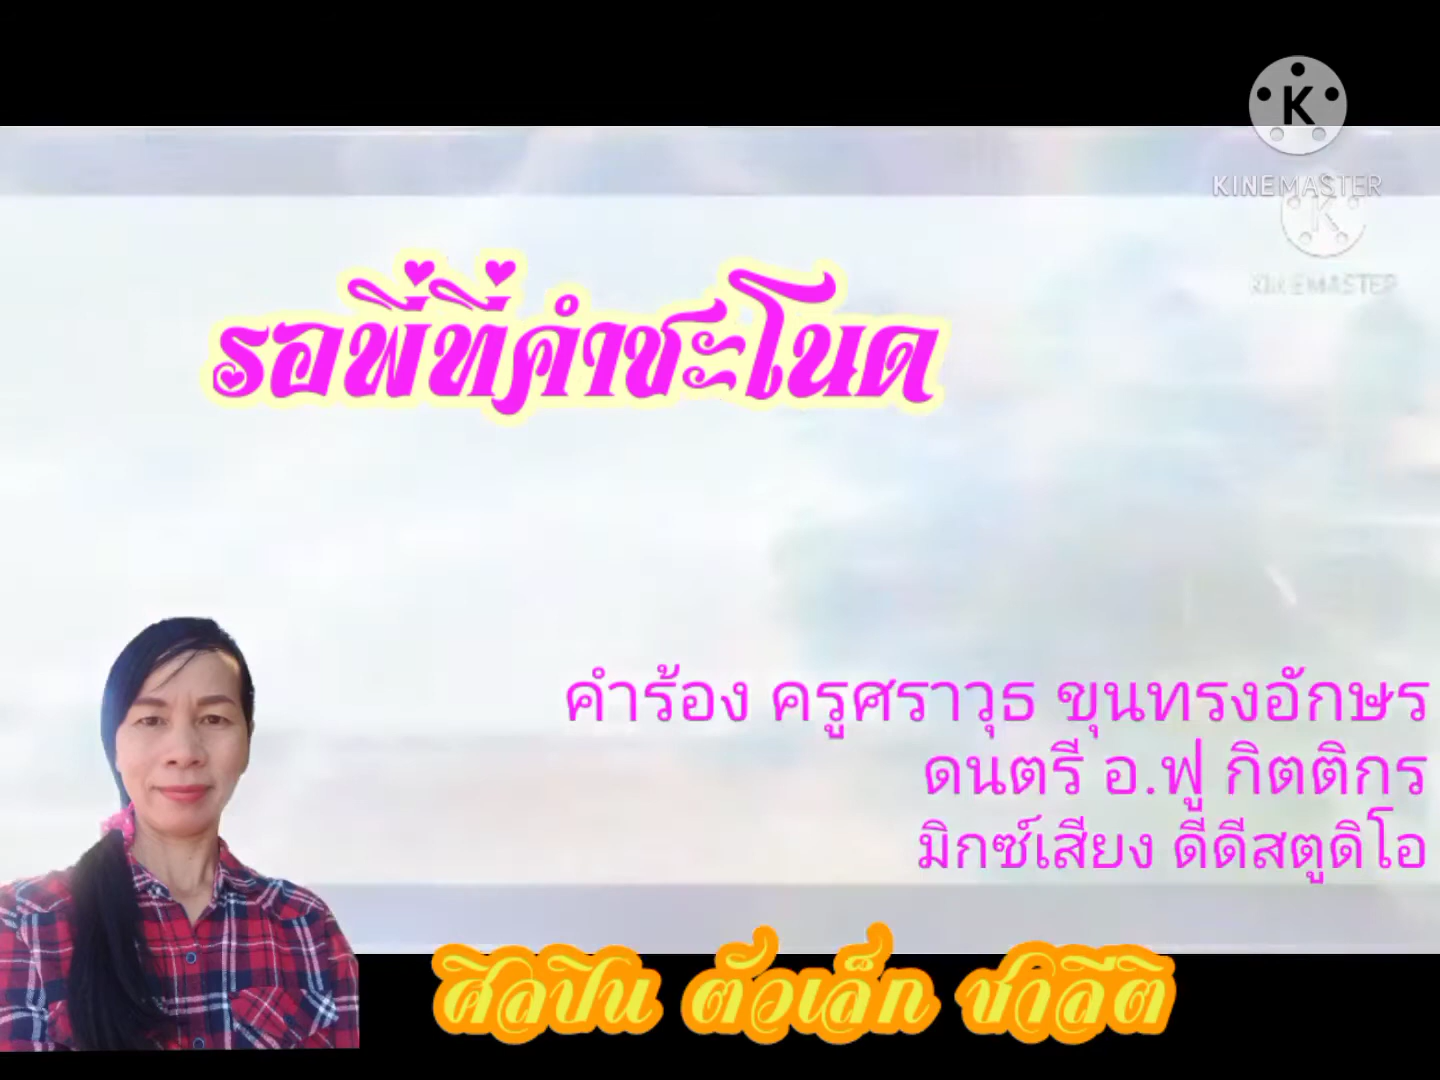 KINEMASTER
KINEMASTER
รอพี่ที่คำชะโนด
คำร้อง ครูศราวุธ ขุนทรงอักษร
ดนตรี อ.ฟู กิตติกร
มิกซ์เสียง ดีดีสตูดิโอ
ศิลปิน ตัวเล็ก ชาลีติ